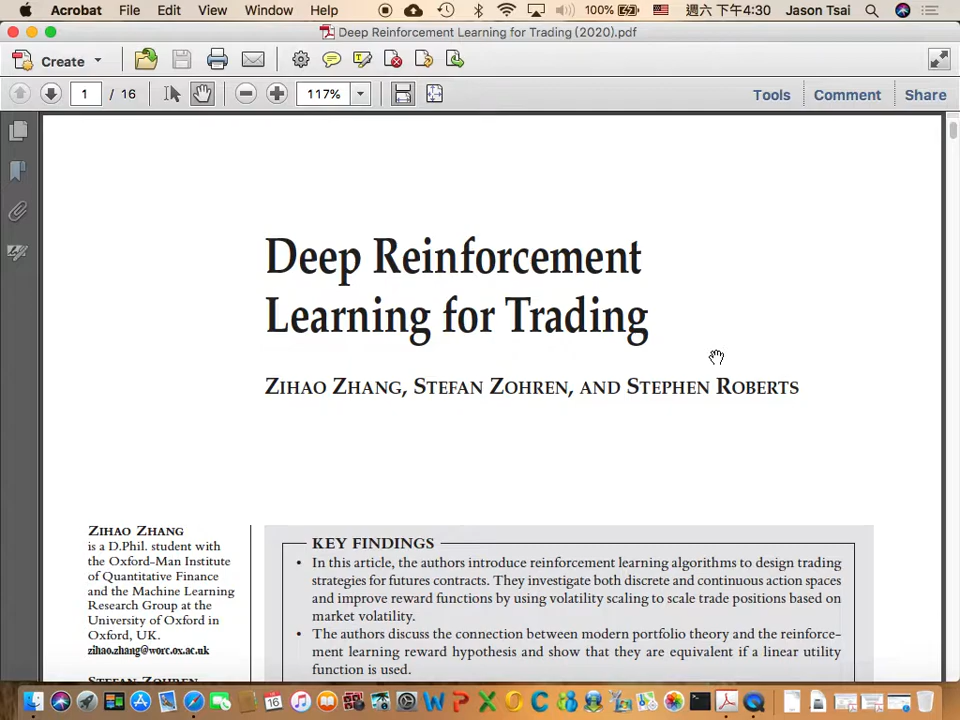 Acrobat File Edit View Window Help 100% 週六 下午4:30 Jason Tsai
Deep Reinforcement Learning for Trading (2020).pdf
Create
1 / 16 117% Tools Comment Share
Deep Reinforcement
Learning for Trading
Zihao Zhang, Stefan Zohren, and Stephen Roberts
Zihao Zhang
is a D.Phil. student with
the Oxford-Man Institute
of Quantitative Finance
and the Machine Learning
Research Group at the
University of Oxford in
Oxford, UK.
zihao.zhang@worc.ox.ac.uk
Stefan Zohren
Key Findings
• In this article, the authors introduce reinforcement learning algorithms to design trading
strategies for futures contracts. They investigate both discrete and continuous action spaces
and improve reward functions by using volatility scaling to scale trade positions based on
market volatility.
• The authors discuss the connection between modern portfolio theory and the reinforce-
ment learning reward hypothesis and show that they are equivalent if a linear utility
function is used.
16